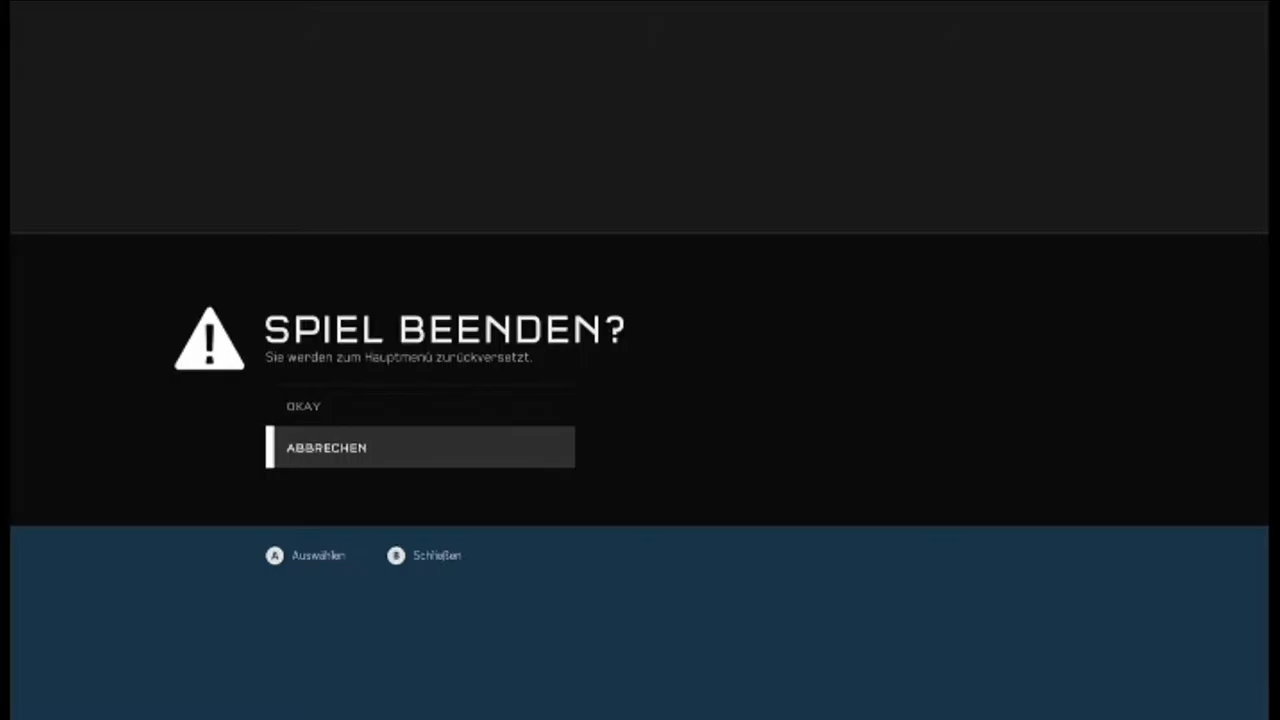 SPIEL BEENDEN?
Sie werden zum Hauptmenü zurückversetzt.
OKAY
ABBRECHEN
A Auswählen B Schließen